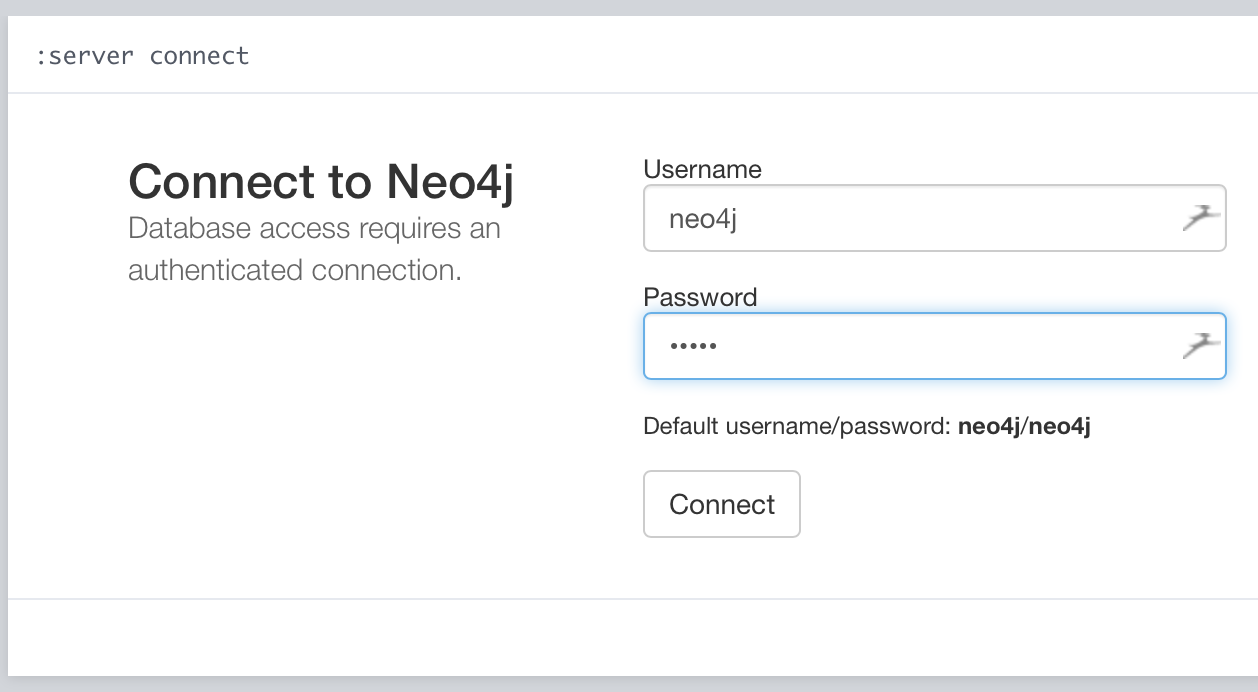 :server connect
Connect to Neo4j
Database access requires an
authenticated connection.
Username
neo4j
Password
•••••
Default username/password: neo4j/neo4j
Connect